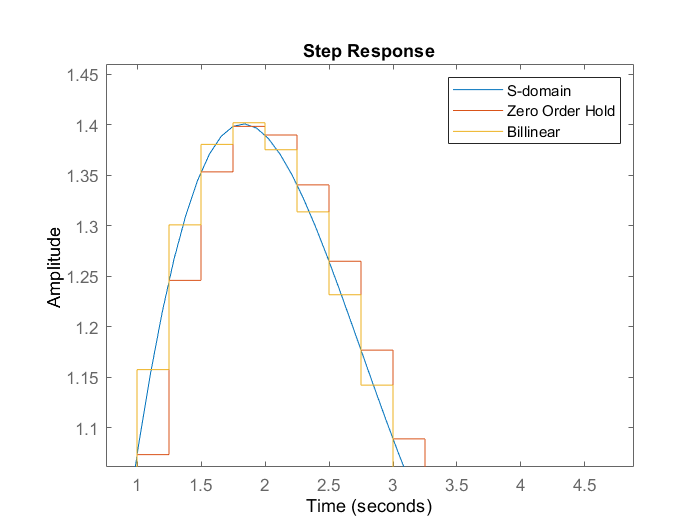 Step Response
1.45
1.4
1.35
1.3
1.25
1.2
1.15
1.1
Amplitude
S-domain
Zero Order Hold
Billinear
1
1.5
2
2.5
3
3.5
4
4.5
Time (seconds)